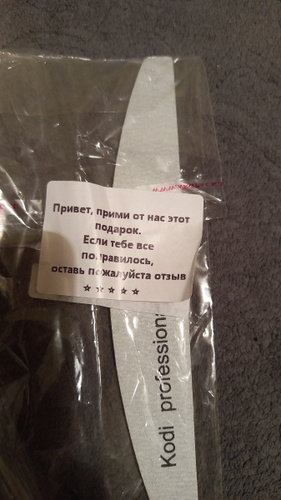 Привет, прими от нас этот
подарок.
Если тебе все
понравилось,
оставь пожалуйста отзыв
☆ ☆ ☆ ☆ ☆
Kodi professional